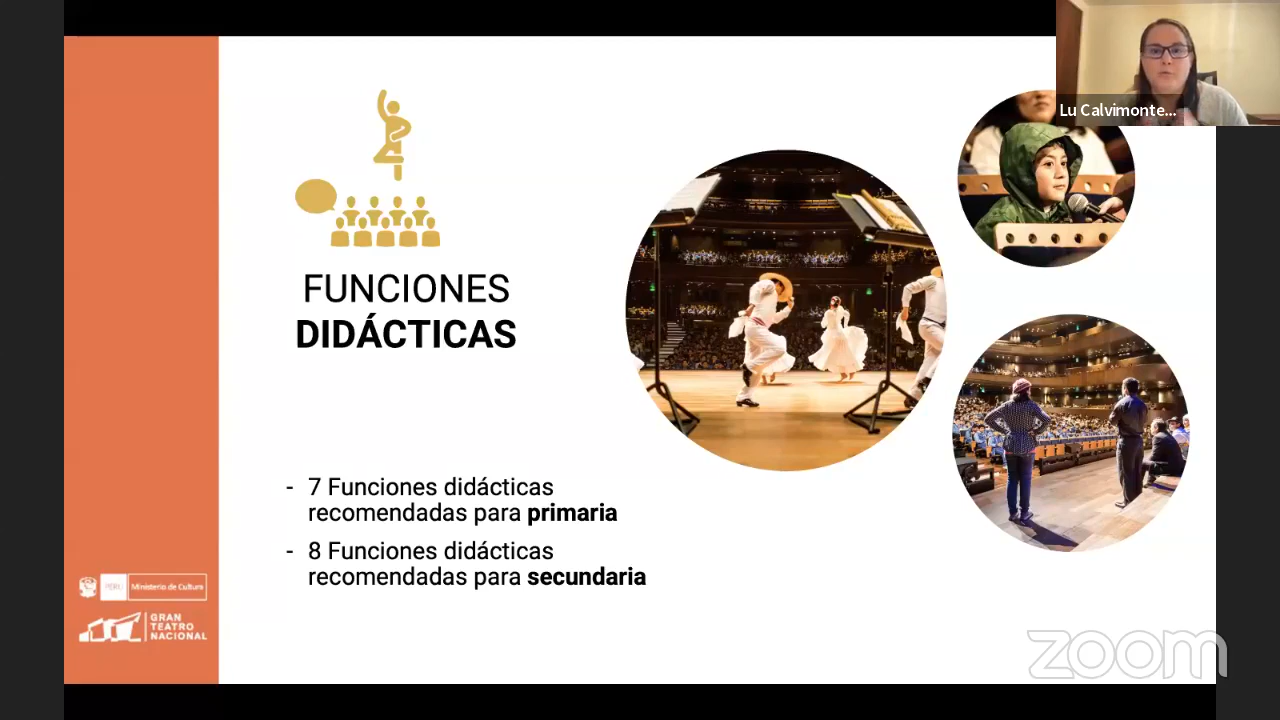 Lu Calvimonte...
FUNCIONES
DIDÁCTICAS
- 7 Funciones didácticas
recomendadas para primaria
- 8 Funciones didácticas
recomendadas para secundaria
PERÚ Ministerio de Cultura
GRAN
TEATRO
NACIONAL
zoom